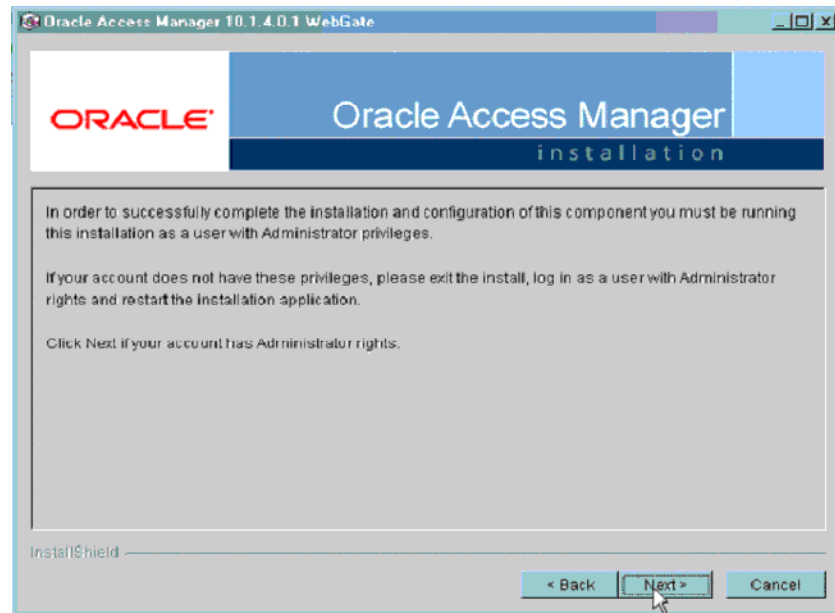 Oracle Access Manager 10.1.4.0.1 WebGate
ORACLE
Oracle Access Manager
installation
In order to successfully complete the installation and configuration of this component you must be running
this installation as a user with Administrator privileges.
If your account does not have these privileges, please exit the install, log in as a user with Administrator
rights and restart the installation application.
Click Next if your account has Administrator rights.
InstallShield
< Back
Next >
Cancel